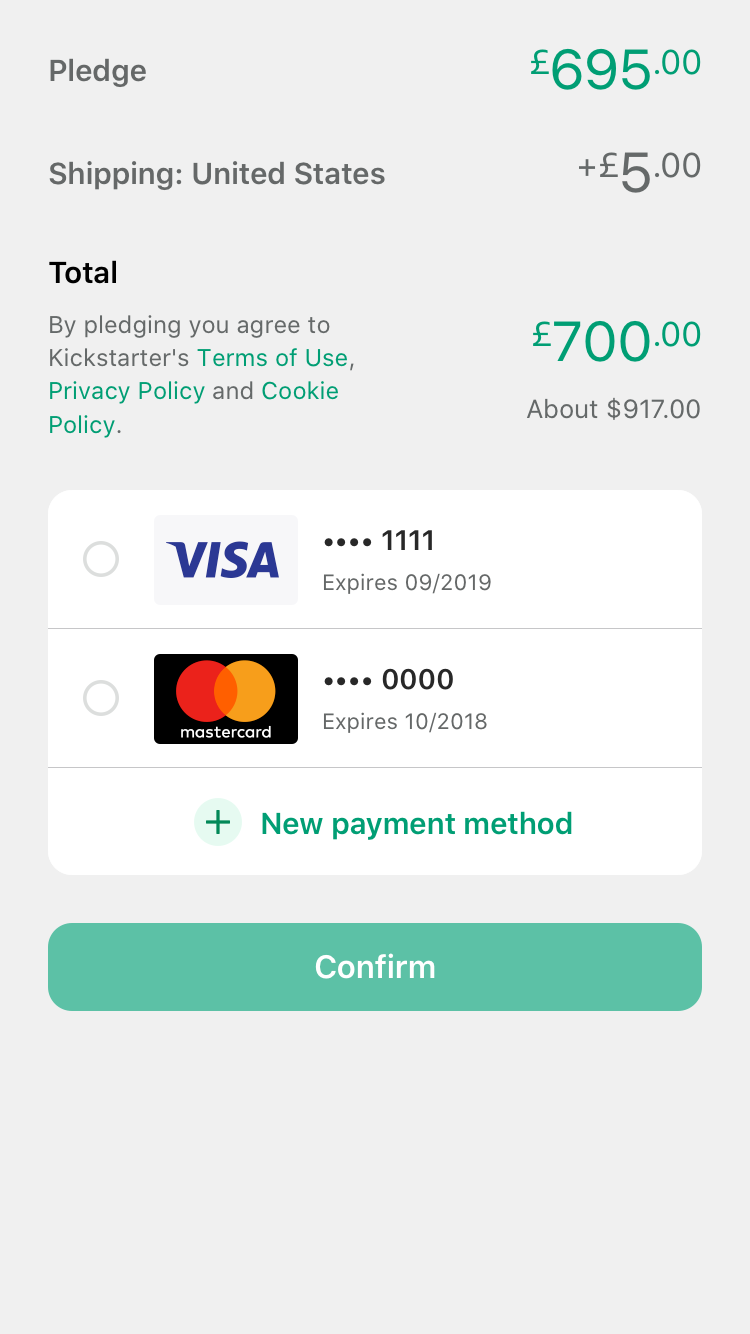 Pledge
£695.00
Shipping: United States
+£5.00
Total
By pledging you agree to
Kickstarter's Terms of Use,
Privacy Policy and Cookie
Policy.
£700.00
About $917.00
VISA
•••• 1111
Expires 09/2019
mastercard
•••• 0000
Expires 10/2018
+ New payment method
Confirm